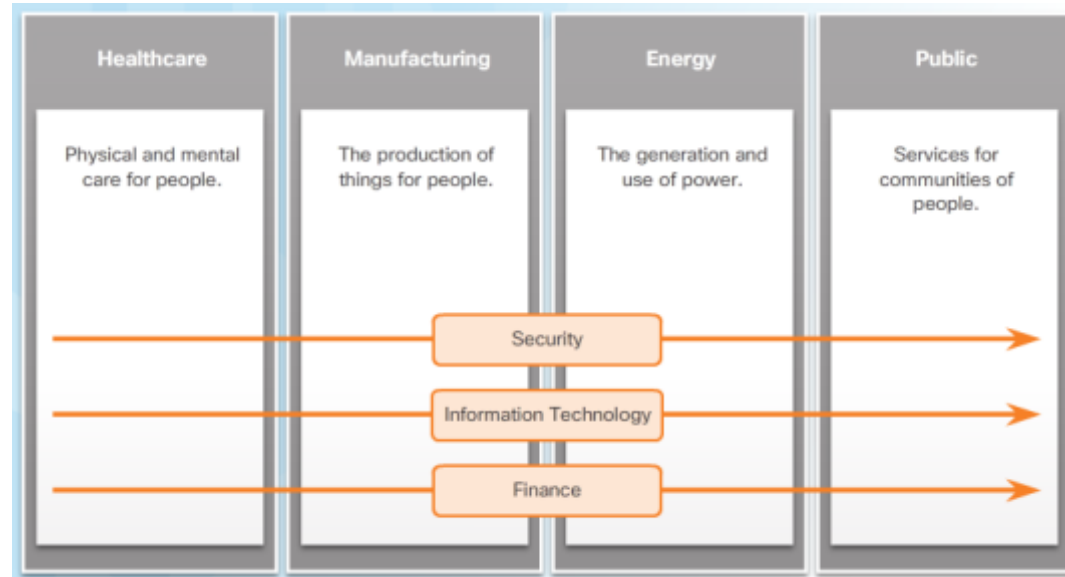 Healthcare
Manufacturing
Energy
Public
Physical and mental
care for people.
The production of
things for people.
The generation and
use of power.
Services for
communities of
people.
Security
Information Technology
Finance